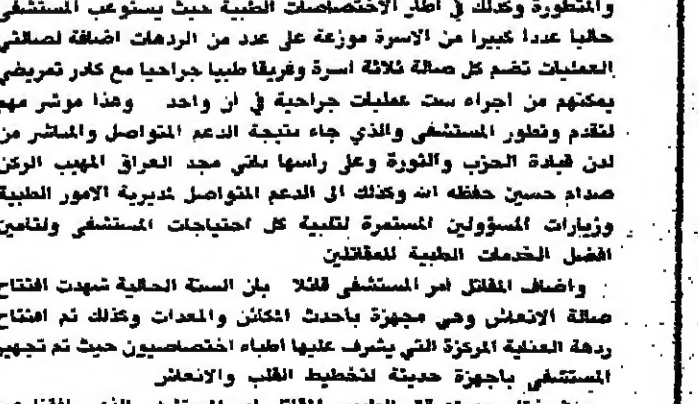 والمتطورة وكذلك في اطار الاختصاصات الطبية حيث يستوعب المستشفى
حاليا عددا كبيرا من الاسرة موزعة على عدد من الردهات اضافة لصالتي
العمليات تضم كل صالة ثلاثة اسرة وفريقا طبيا جراحيا مع كادر تمريضي
يمكنهم من اجراء ست عمليات جراحية في ان واحد وهذا موشر مهم
لتقدم وتطور المستشفى والذي جاء نتيجة الدعم المتواصل والمباشر من
لدن قيادة الحزب والثورة وعلى راسها باني مجد العراق المهيب الركن
صدام حسين حفظه الله وكذلك الى الدعم المتواصل لمديرية الامور الطبية
وزيارات المسؤولين المستمرة لتلبية كل احتياجات المستشفى ولتامين
افضل الخدمات الطبية للمقاتلين
واضاف المقاتل امر المستشفى قائلا بان السنة الحالية شهدت افتتاح
صالة الانعاش وهي مجهزة بأحدث المكائن والمعدات وكذلك تم افتتاح
ردهة العناية المركزة التي يشرف عليها اطباء اختصاصيون حيث تم تجهيز
المستشفى باجهزة حديثة لتخطيط القلب والانعاش